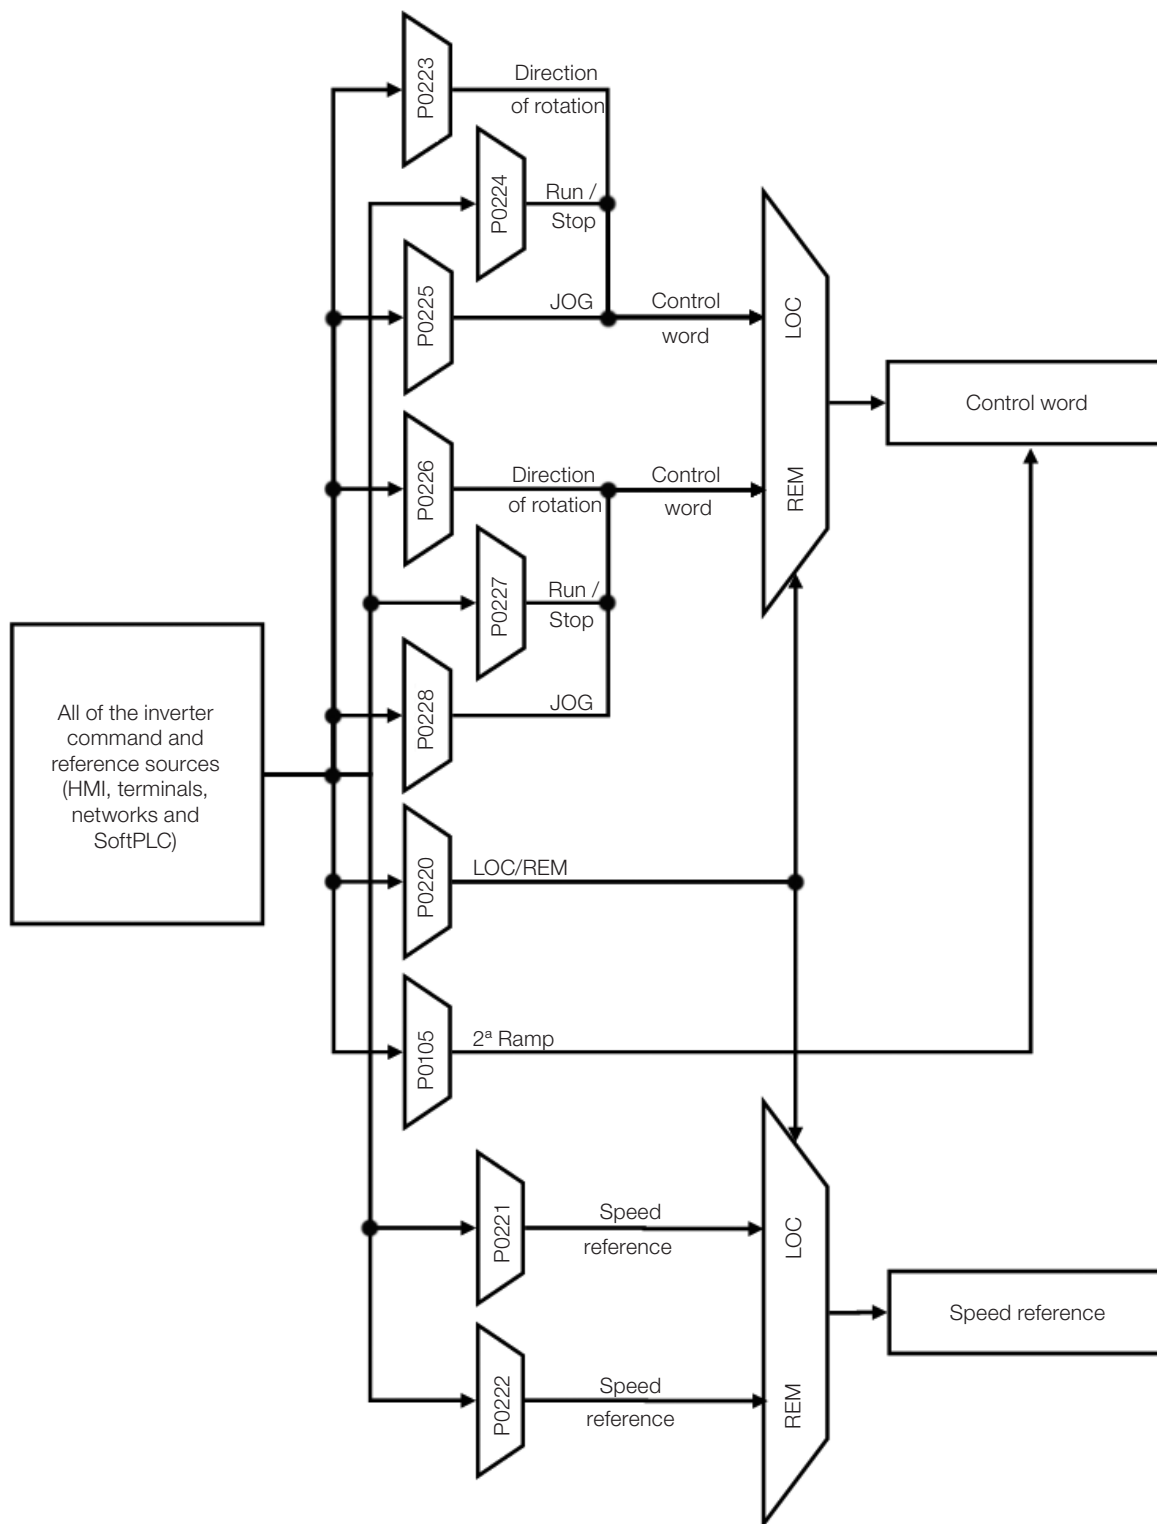 P0223
Direction
of rotation
P0224
Run /
Stop
P0225
JOG
Control
word
LOC
Control word
P0226
Direction
of rotation
Control
word
REM
P0227
Run /
Stop
P0228
JOG
All of the inverter
command and
reference sources
(HMI, terminals,
networks and
SoftPLC)
P0220
LOC/REM
P0105
2ª Ramp
P0221
Speed
reference
LOC
Speed reference
P0222
Speed
reference
REM